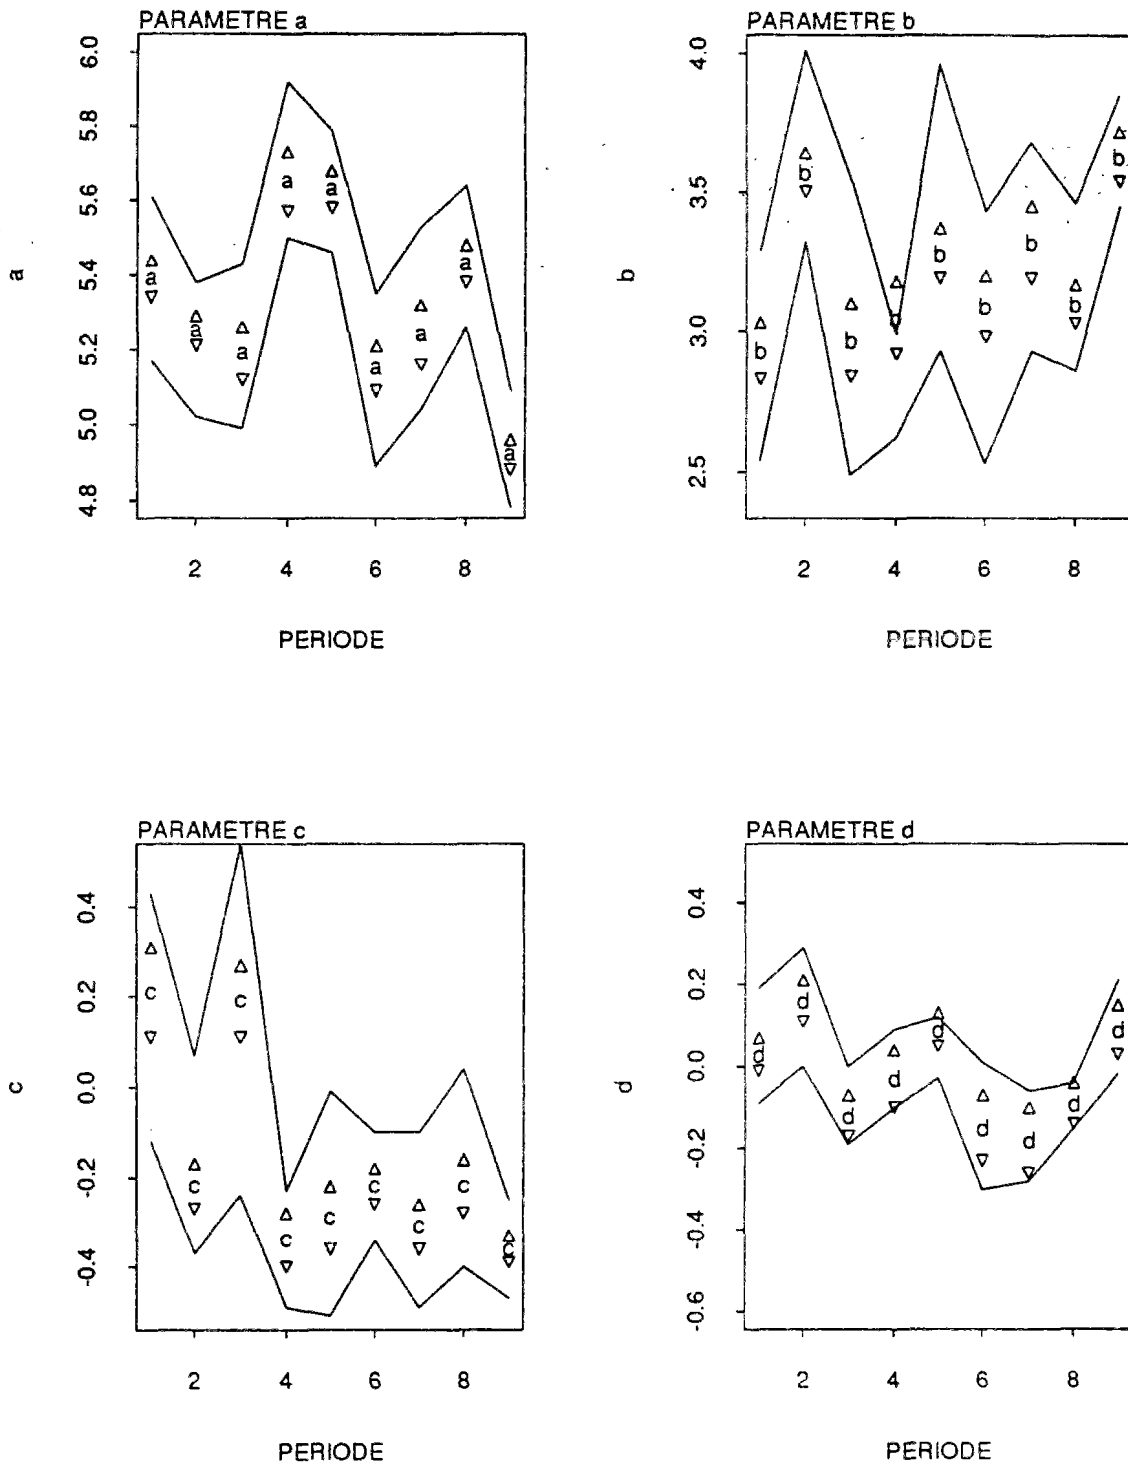 PARAMETRE a
6.0
5.8
5.6
5.4
5.2
5.0
4.8
a
a
a
a
a
a
a
a
a
a
2
4
6
8
PERIODE
PARAMETRE b
4.0
3.5
3.0
2.5
b
b
b
b
b
b
b
b
b
2
4
6
8
PERIODE
PARAMETRE c
0.4
0.2
0.0
-0.2
-0.4
c
c
c
c
c
c
c
c
c
c
2
4
6
8
PERIODE
PARAMETRE d
0.4
0.2
0.0
-0.2
-0.4
-0.6
d
d
d
d
d
d
d
d
d
d
2
4
6
8
PERIODE